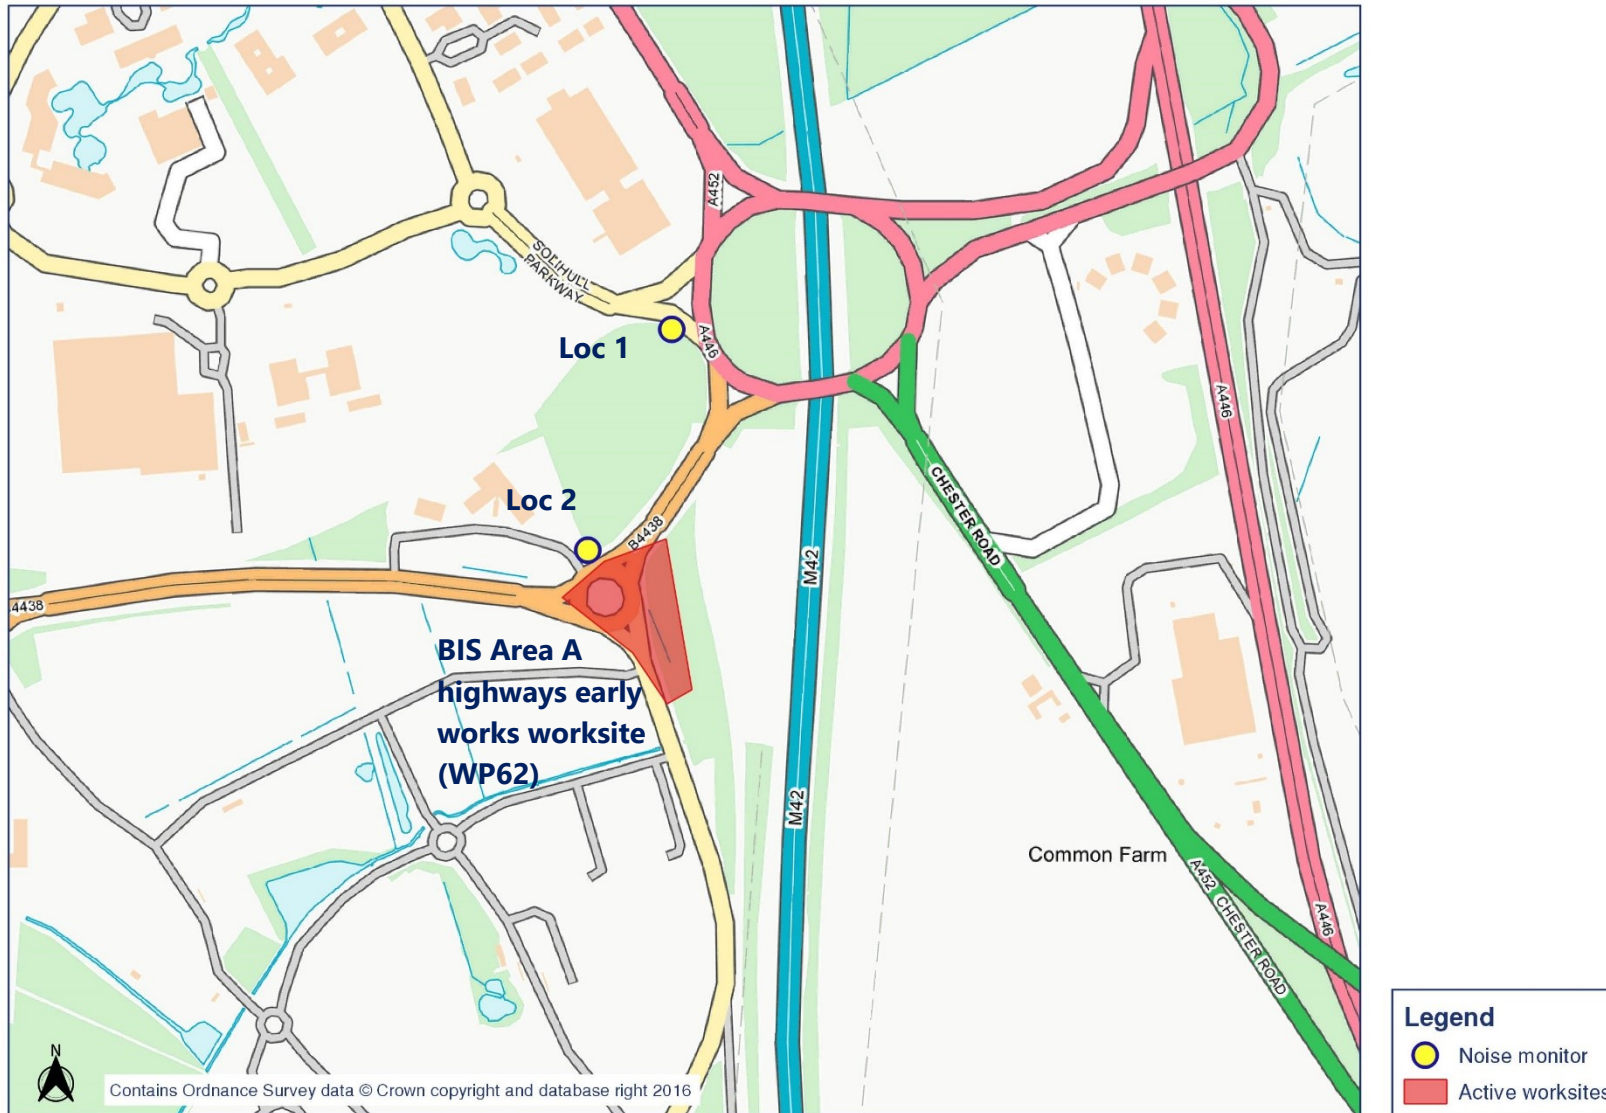 A452
SOLIHULL
PARKWAY
Loc 1
A446
A446
CHESTER ROAD
Loc 2
B4438
M42
4438
BIS Area A
highways early
works worksite
(WP62)
M42
Common Farm
A452 CHESTER ROAD
A446
N
Contains Ordnance Survey data © Crown copyright and database right 2016
Legend
Noise monitor
Active worksites